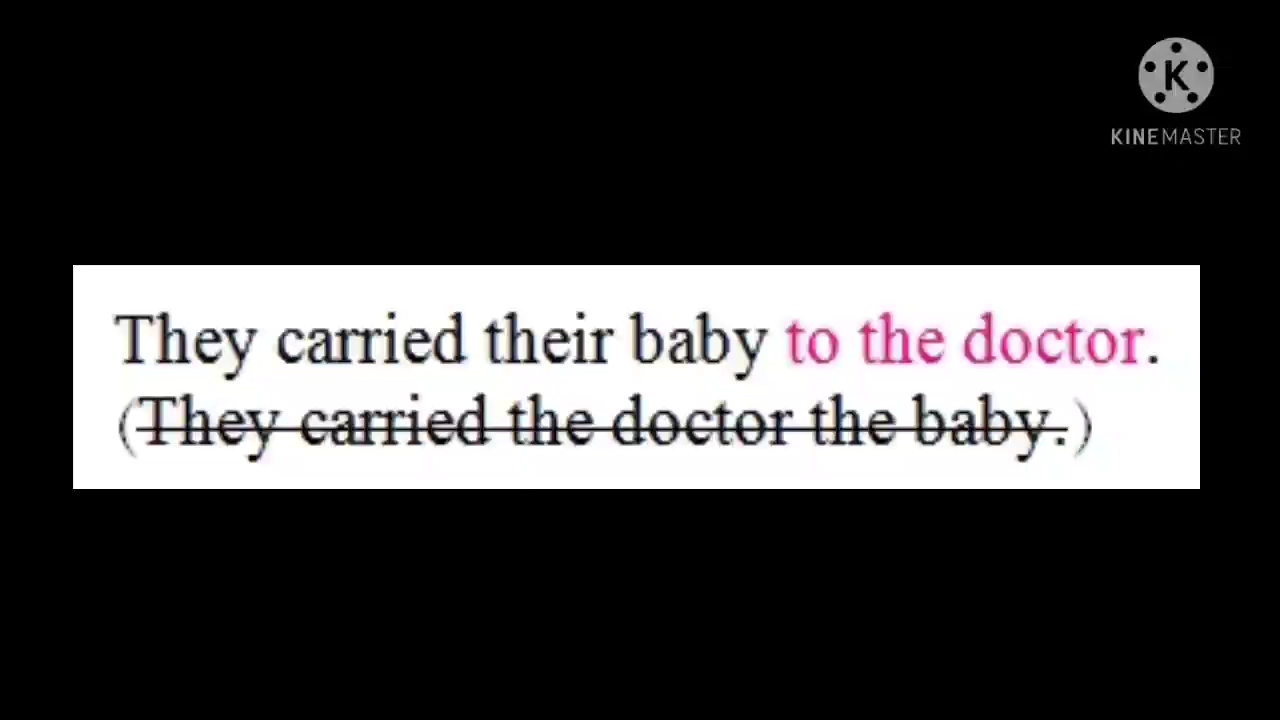 K
KINEMASTER
They carried their baby to the doctor.
(They carried the doctor the baby.)